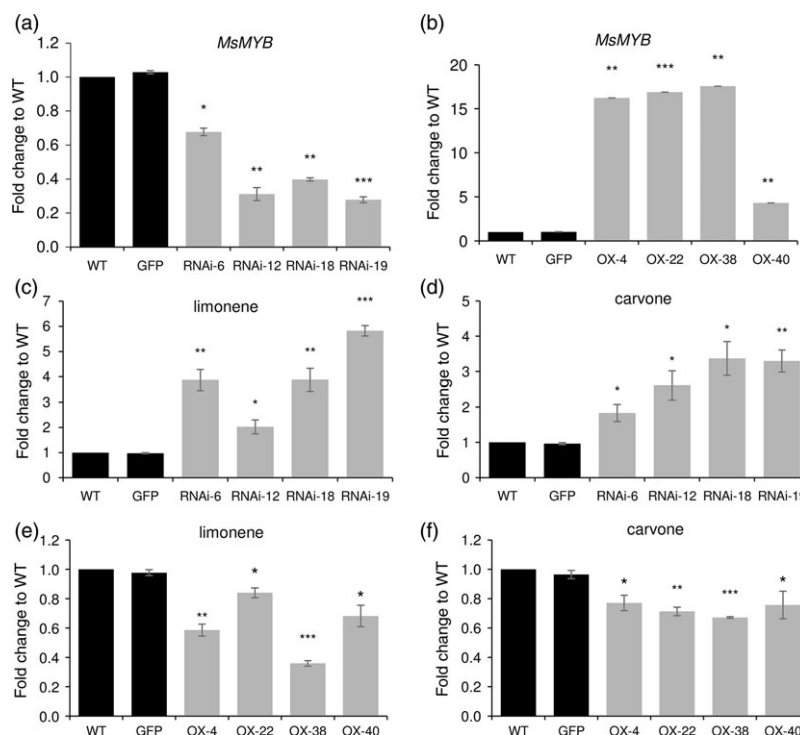 (a)
MsMYB
Fold change to WT
1.2
1.0
0.8
0.6
0.4
0.2
0.0
*
**
**
***
WT GFP RNAi-6 RNAi-12 RNAi-18 RNAi-19
(b)
MsMYB
Fold change to WT
20
15
10
5
0
**
***
**
**
WT GFP OX-4 OX-22 OX-38 OX-40
(c)
limonene
Fold change to WT
7
6
5
4
3
2
1
0
**
*
**
***
WT GFP RNAi-6 RNAi-12 RNAi-18 RNAi-19
(d)
carvone
Fold change to WT
5
4
3
2
1
0
*
*
*
**
WT GFP RNAi-6 RNAi-12 RNAi-18 RNAi-19
(e)
limonene
Fold change to WT
1.2
1.0
0.8
0.6
0.4
0.2
0.0
**
*
***
*
WT GFP OX-4 OX-22 OX-38 OX-40
(f)
carvone
Fold change to WT
1.2
1.0
0.8
0.6
0.4
0.2
0.0
*
**
***
*
WT GFP OX-4 OX-22 OX-38 OX-40